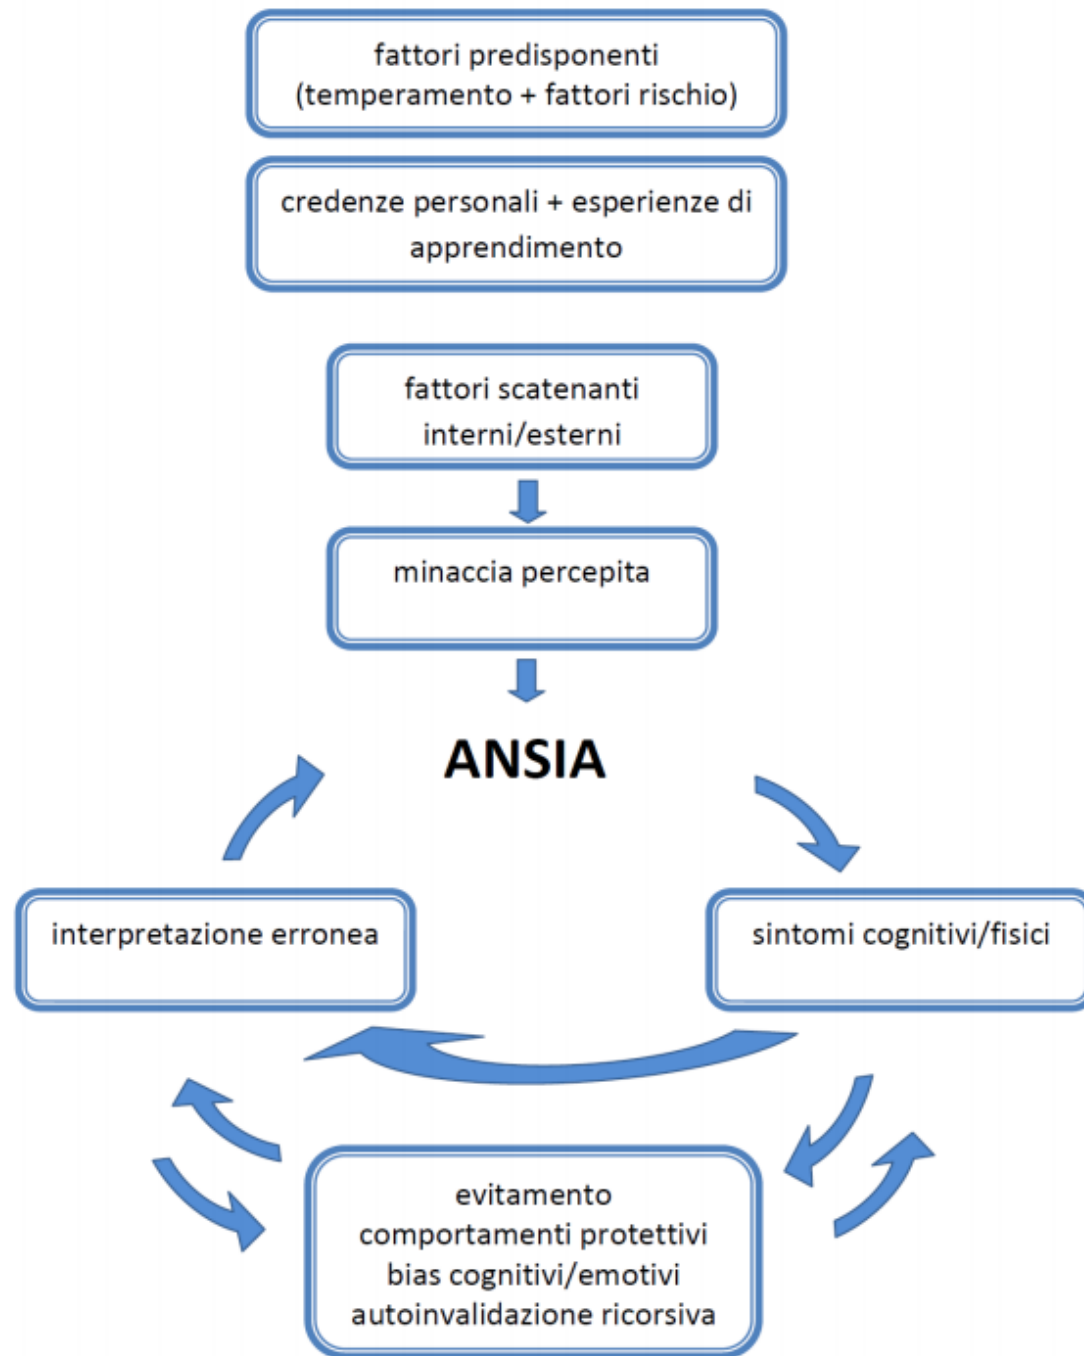 fattori predisponenti
(temperamento + fattori rischio)
credenze personali + esperienze di
apprendimento
fattori scatenanti
interni/esterni
minaccia percepita
ANSIA
interpretazione erronea
sintomi cognitivi/fisici
evitamento
comportamenti protettivi
bias cognitivi/emotivi
autoinvalidazione ricorsiva